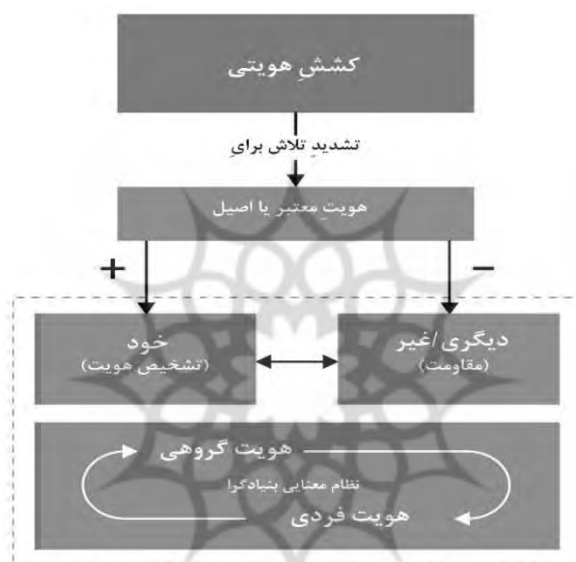 کششِ هویتی
تشدیدِ تلاش برایِ
هویتِ معتبر یا اصیل
+
–
دیگری/غیر
(مقاومت)
خود
(تشخیص هویت)
هویت گروهی
نظام معنایی بنیادگرا
هویت فردی